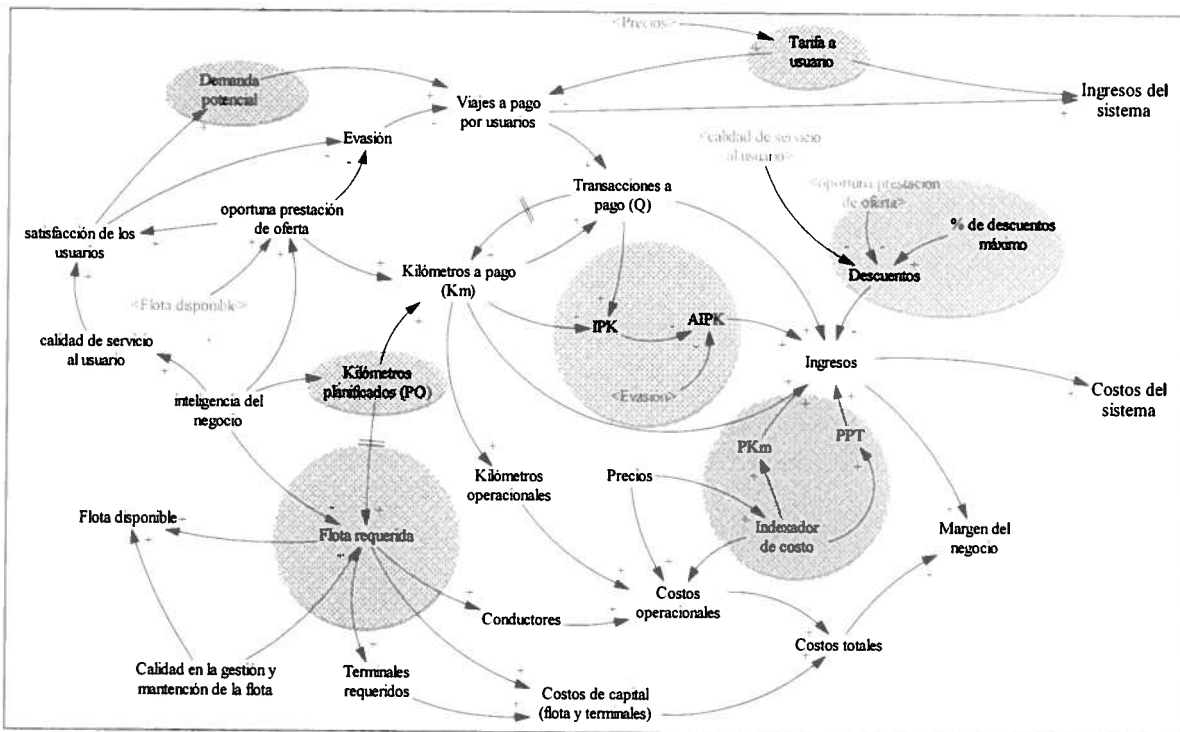 <Precios>
Tarifa a
usuario
Demanda
potencial
Viajes a pago
por usuarios
Ingresos del
sistema
Evasión
<calidad de servicio
al usuario>
Transacciones a
pago (Q)
<oportuna prestación
de oferta>
oportuna prestación
de oferta
% de descuentos
máximo
satisfacción de los
usuarios
Kilómetros a pago
(Km)
Descuentos
<Flota disponible>
IPK
AIPK
calidad de servicio
al usuario
Ingresos
Kilómetros
planificados (PO)
Costos del
sistema
inteligencia del
negocio
<Evasión>
PKm
PPT
Kilómetros
operacionales
Precios
Flota disponible
Flota requerida
Indexador
de costo
Margen del
negocio
Costos
operacionales
Conductores
Costos totales
Calidad en la gestión y
mantención de la flota
Terminales
requeridos
Costos de capital
(flota y terminales)